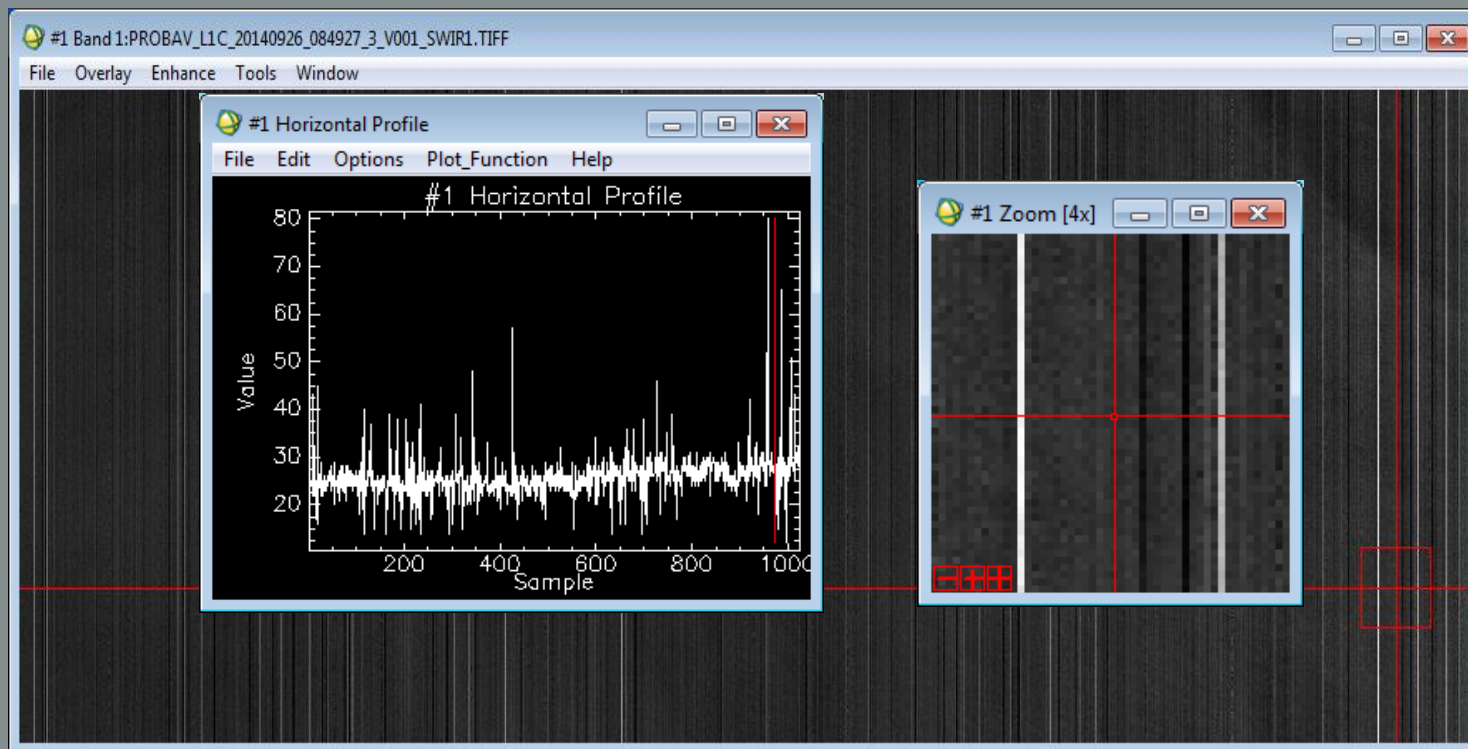 #1 Band 1:PROBAV_L1C_20140926_084927_3_V001_SWIR1.TIFF
File Overlay Enhance Tools Window
#1 Horizontal Profile
File Edit Options Plot_Function Help
#1 Horizontal Profile
80
70
60
50
40
30
20
Value
200 400 600 800 1000
Sample
#1 Zoom [4x]